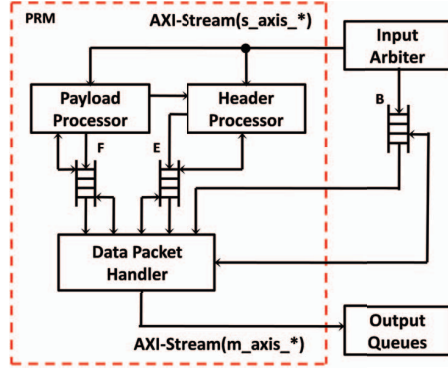 PRM
AXI-Stream(s_axis_*)
Input
Arbiter
Payload
Processor
Header
Processor
B
F
E
Data Packet
Handler
AXI-Stream(m_axis_*)
Output
Queues